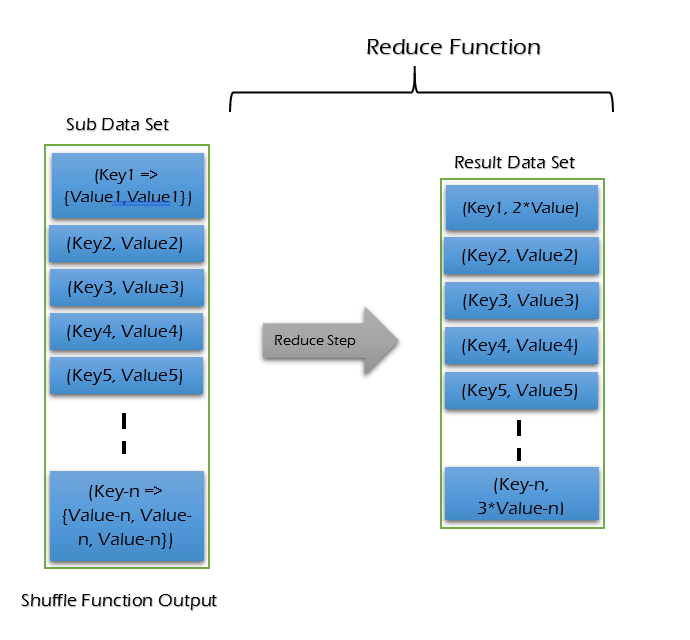 Reduce Function
Sub Data Set
(Key1 =>
{Value1,Value1})
(Key2, Value2)
(Key3, Value3)
(Key4, Value4)
(Key5, Value5)
(Key-n =>
{Value-n, Value-
n, Value-n})
Shuffle Function Output
Reduce Step
Result Data Set
(Key1, 2*Value)
(Key2, Value2)
(Key3, Value3)
(Key4, Value4)
(Key5, Value5)
(Key-n,
3*Value-n)